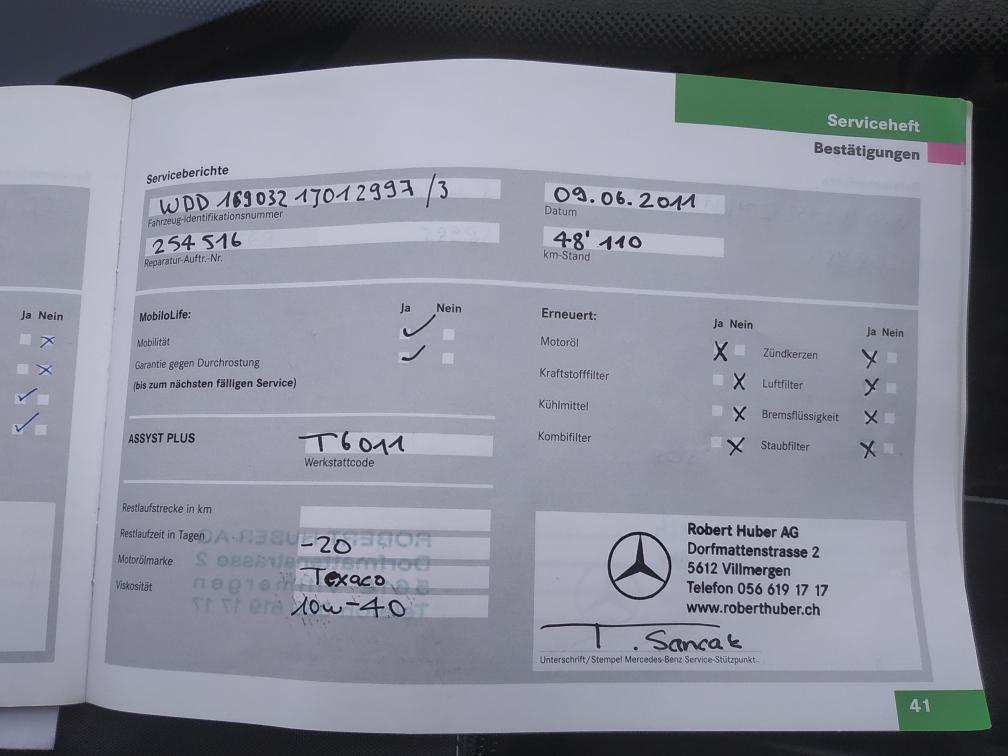 Serviceheft
Bestätigungen
Serviceberichte
WDD 169032 1J012997 /3
Fahrzeug-Identifikationsnummer
09.06.2011
Datum
254 516
Reparatur-Auftr.-Nr.
48' 110
km-Stand
Ja Nein
MobiloLife:
Ja Nein
Mobilität
Garantie gegen Durchrostung
(bis zum nächsten fälligen Service)
Erneuert:
Ja Nein
Ja Nein
Motoröl
Zündkerzen
Kraftstofffilter
Luftfilter
Kühlmittel
Bremsflüssigkeit
Kombifilter
Staubfilter
ASSYST PLUS
T6011
Werkstattcode
Restlaufstrecke in km
Restlaufzeit in Tagen
-20
Motorölmarke
Texaco
Viskosität
10w-40
Robert Huber AG
Dorfmattenstrasse 2
5612 Villmergen
Telefon 056 619 17 17
www.roberthuber.ch
T. Sancak
Unterschrift/Stempel Mercedes-Benz Service-Stützpunkt
41